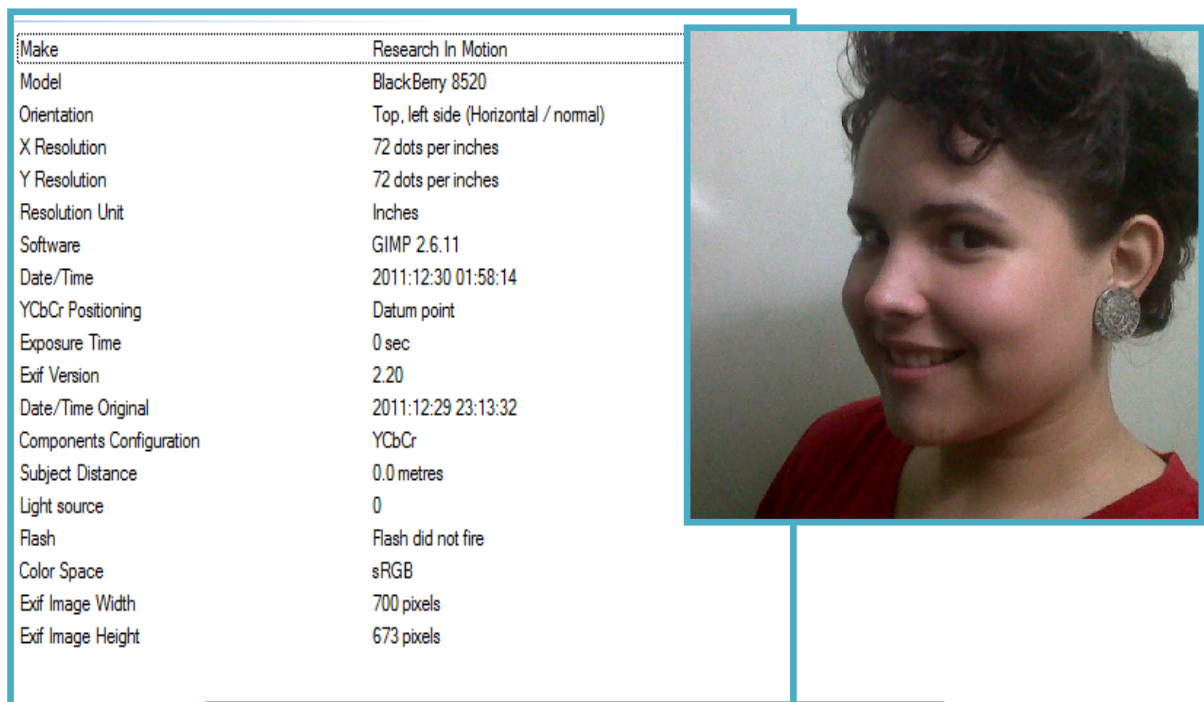 Make Research In Motion
Model BlackBerry 8520
Orientation Top, left side (Horizontal / normal)
X Resolution 72 dots per inches
Y Resolution 72 dots per inches
Resolution Unit Inches
Software GIMP 2.6.11
Date/Time 2011:12:30 01:58:14
YCbCr Positioning Datum point
Exposure Time 0 sec
Exif Version 2.20
Date/Time Original 2011:12:29 23:13:32
Components Configuration YCbCr
Subject Distance 0.0 metres
Light source 0
Flash Flash did not fire
Color Space sRGB
Exif Image Width 700 pixels
Exif Image Height 673 pixels